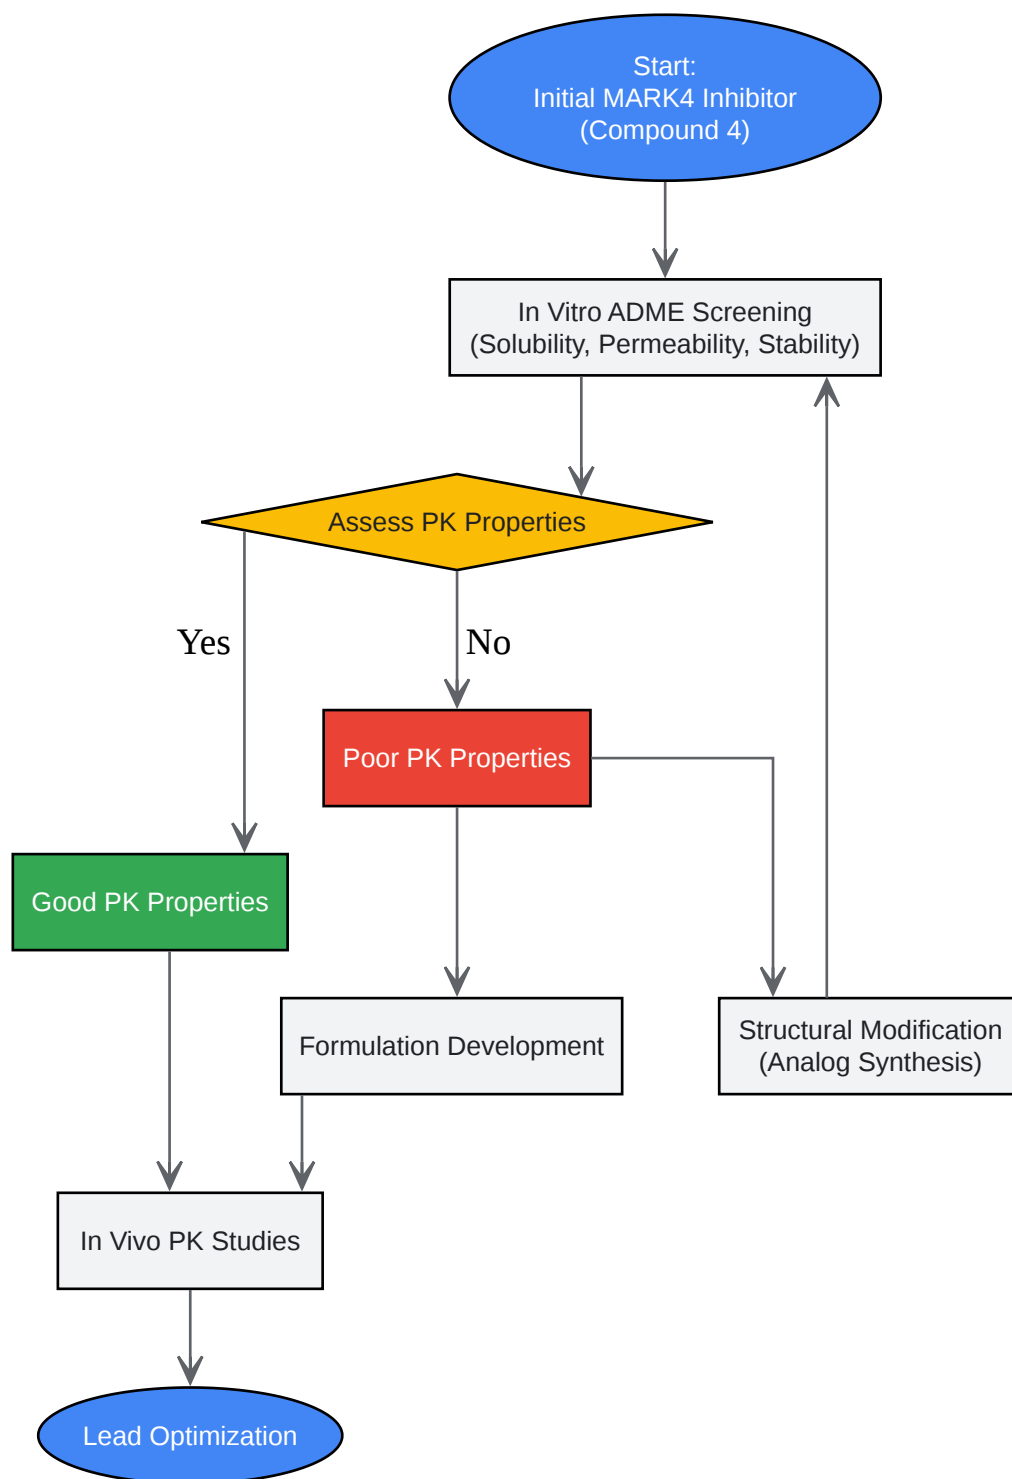 Start:
Initial MARK4 Inhibitor
(Compound 4)
In Vitro ADME Screening
(Solubility, Permeability, Stability)
Assess PK Properties
Yes
No
Poor PK Properties
Good PK Properties
Formulation Development
Structural Modification
(Analog Synthesis)
In Vivo PK Studies
Lead Optimization